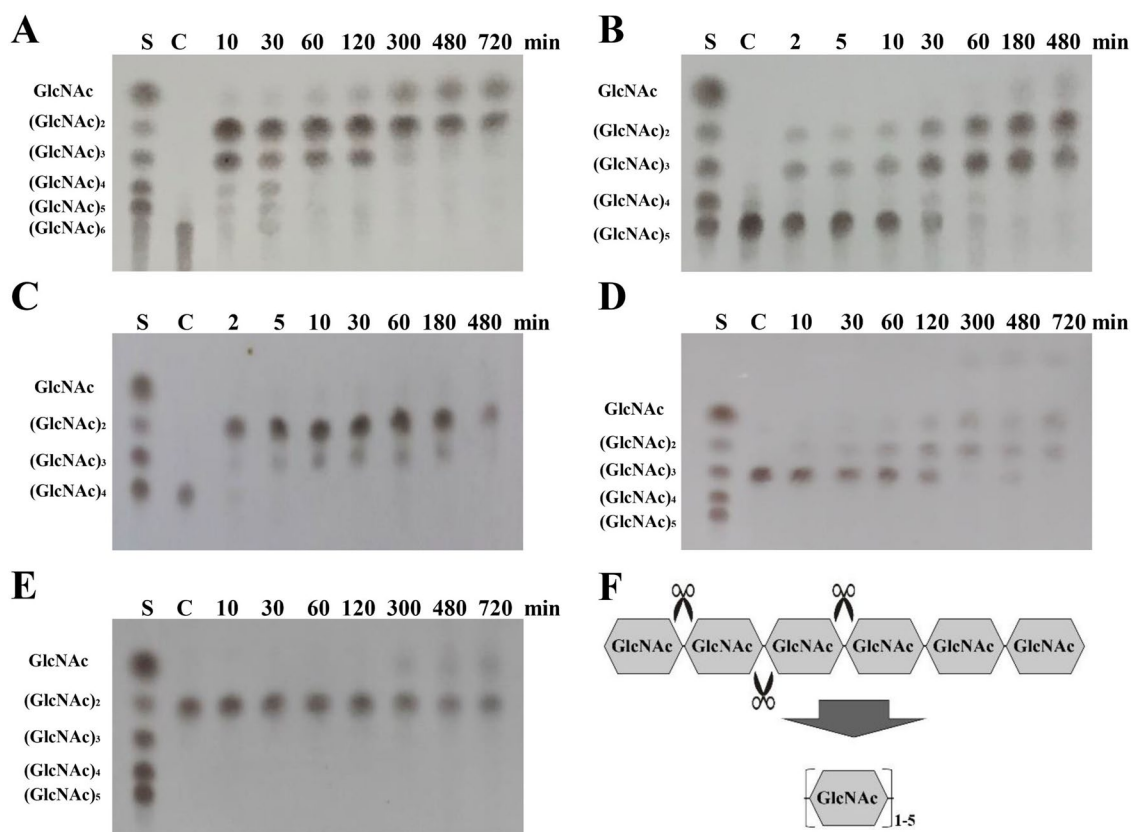 A
S C 10 30 60 120 300 480 720 min
GlcNAc
(GlcNAc)2
(GlcNAc)3
(GlcNAc)4
(GlcNAc)5
(GlcNAc)6
B
S C 2 5 10 30 60 180 480
GlcNAc
(GlcNAc)2
(GlcNAc)3
(GlcNAc)4
(GlcNAc)5
C
S C 2 5 10 30 60 180 480 min
GlcNAc
(GlcNAc)2
(GlcNAc)3
(GlcNAc)4
D
S C 10 30 60 120 300 480 720 min
GlcNAc
(GlcNAc)2
(GlcNAc)3
(GlcNAc)4
(GlcNAc)5
E
S C 10 30 60 120 300 480 720 min
GlcNAc
(GlcNAc)2
(GlcNAc)3
(GlcNAc)4
(GlcNAc)5
F
GlcNAc GlcNAc GlcNAc GlcNAc GlcNAc GlcNAc
GlcNAc
1-5